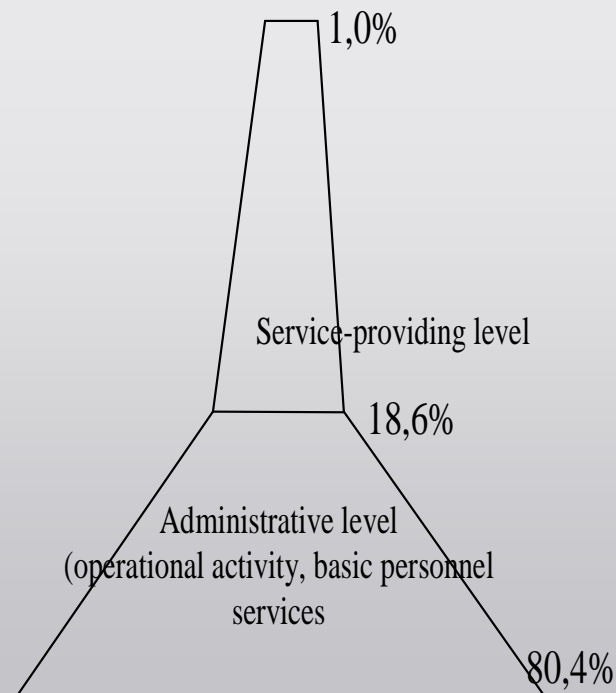 1,0%
Service-providing level
18,6%
Administrative level
(operational activity, basic personnel
services
80,4%